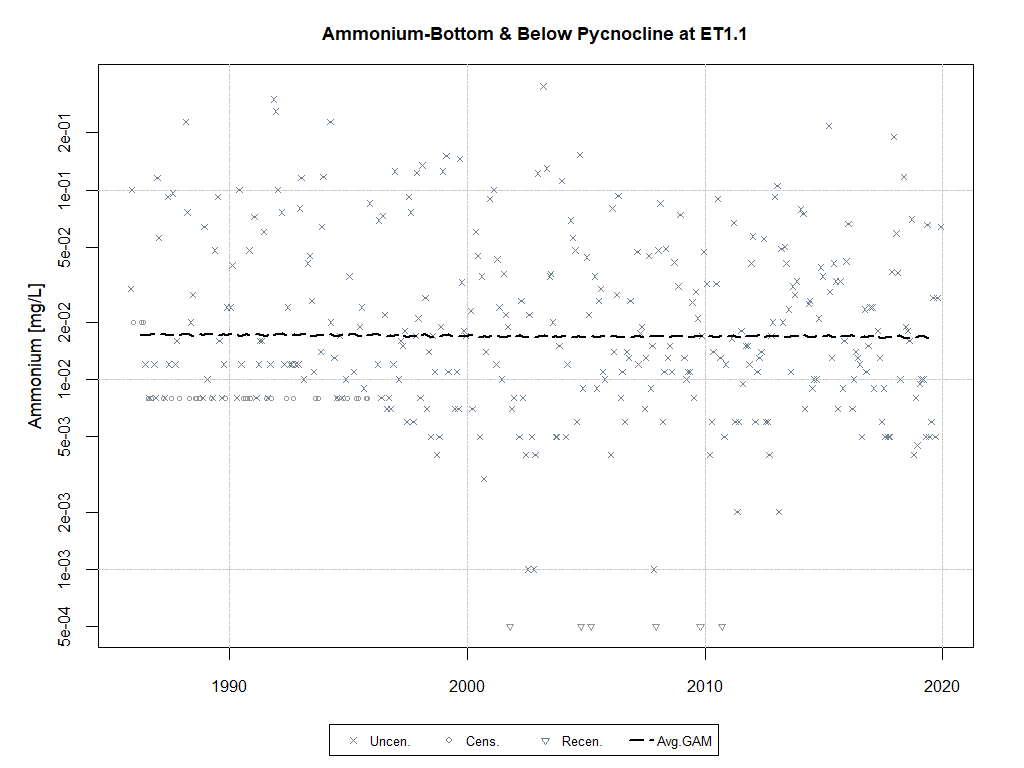 Ammonium-Bottom & Below Pycnocline at ET1.1
Ammonium [mg/L]
2e-01
1e-01
5e-02
2e-02
1e-02
5e-03
2e-03
1e-03
5e-04
1990 2000 2010 2020
Uncen. Cens. Recen. Avg.GAM